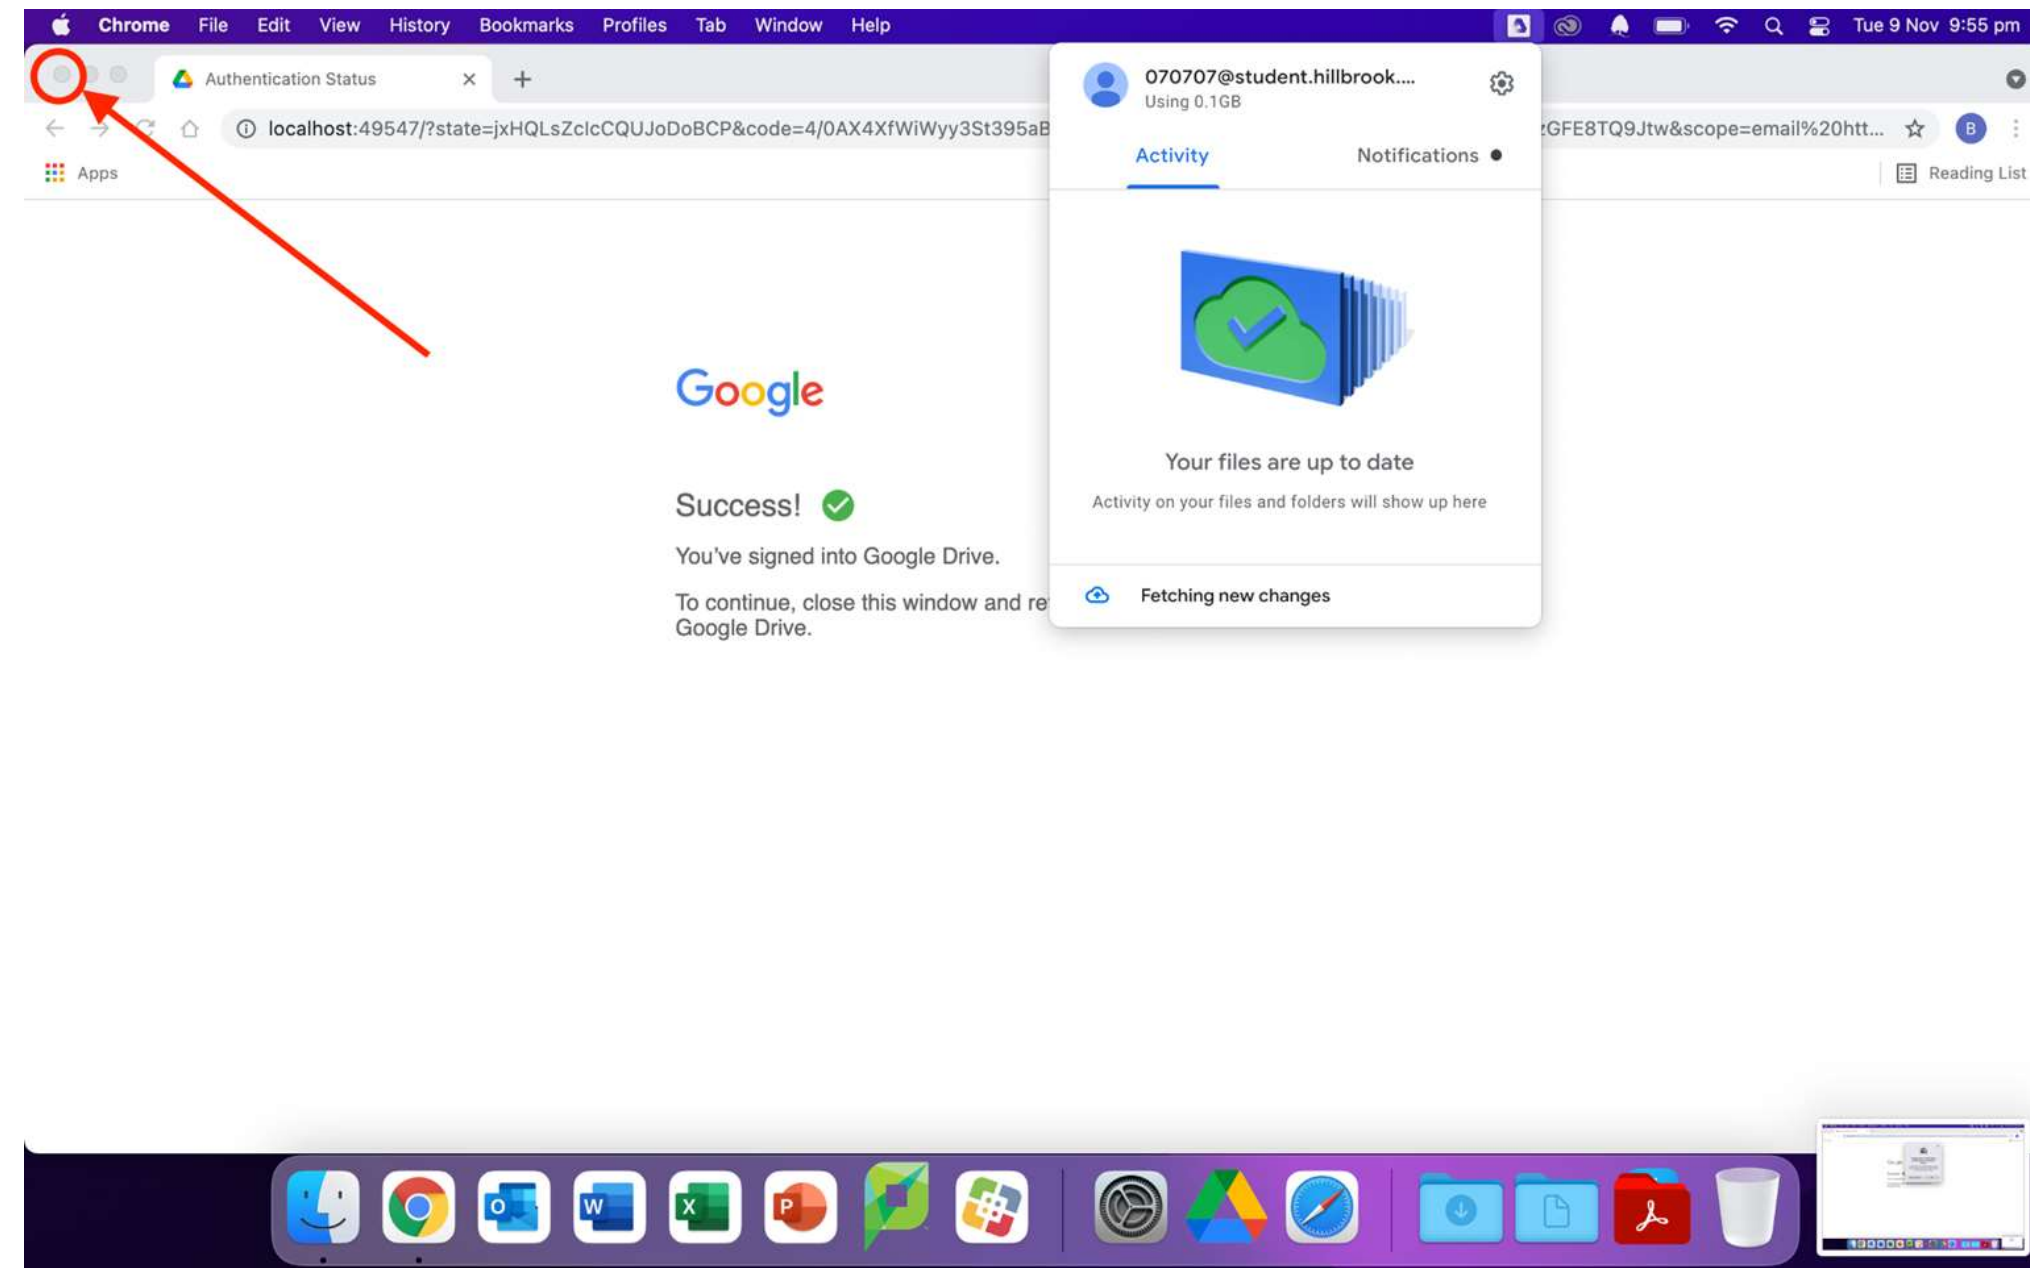 Chrome File Edit View History Bookmarks Profiles Tab Window Help Tue 9 Nov 9:55 pm
Authentication Status
localhost:49547/?state=jxHQLsZcIcCQUJoDoBCP&code=4/0AX4XfWiWyy3St395aB
zGFE8TQ9Jtw&scope=email%20htt... B
Apps
Reading List
070707@student.hillbrook....
Using 0.1GB
Activity Notifications
Google
Success!
You've signed into Google Drive.
To continue, close this window and re
Google Drive.
Your files are up to date
Activity on your files and folders will show up here
Fetching new changes
O W X P